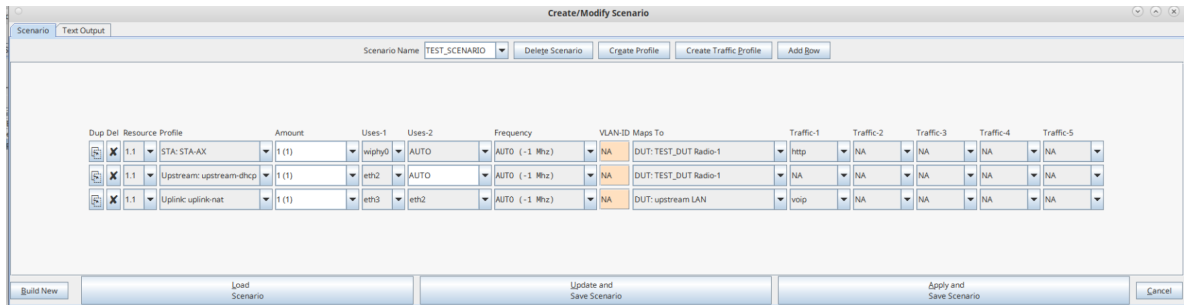 Create/Modify Scenario
Scenario Text Output
Scenario Name TEST_SCENARIO Delete Scenario Create Profile Create Traffic Profile Add Row
Dup Del Resource Profile Amount Uses-1 Uses-2 Frequency VLAN-ID Maps To Traffic-1 Traffic-2 Traffic-3 Traffic-4 Traffic-5
1.1 STA: STA-AX 1 (1) wiphy0 AUTO AUTO (-1 Mhz) NA DUT: TEST_DUT Radio-1 http NA NA NA NA
1.1 Upstream: upstream-dhcp 1 (1) eth2 AUTO AUTO (-1 Mhz) NA DUT: TEST_DUT Radio-1 NA NA NA NA NA
1.1 Uplink: uplink-nat 1 (1) eth3 eth2 AUTO (-1 Mhz) NA DUT: upstream LAN voip NA NA NA NA
Build New Load Update and Apply and Cancel
Scenario Save Scenario Save Scenario